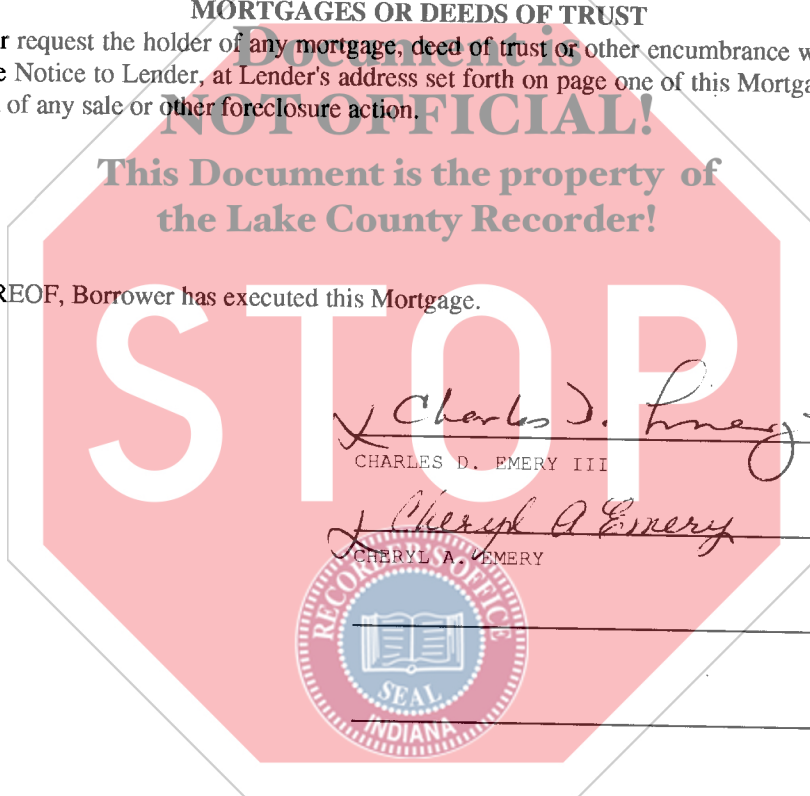 MORTGAGES OR DEEDS OF TRUST
Document is
r request the holder of any mortgage, deed of trust or other encumbrance w
e Notice to Lender, at Lender's address set forth on page one of this Mortga
of any sale or other foreclosure action.
NOT OFFICIAL!
This Document is the property of
the Lake County Recorder!
REOF, Borrower has executed this Mortgage.
STOP
Charles D. Emery
CHARLES D. EMERY III
Cheryl A Emery
CHERYL A. EMERY
RECORDER'S OFFICE
SEAL
INDIANA